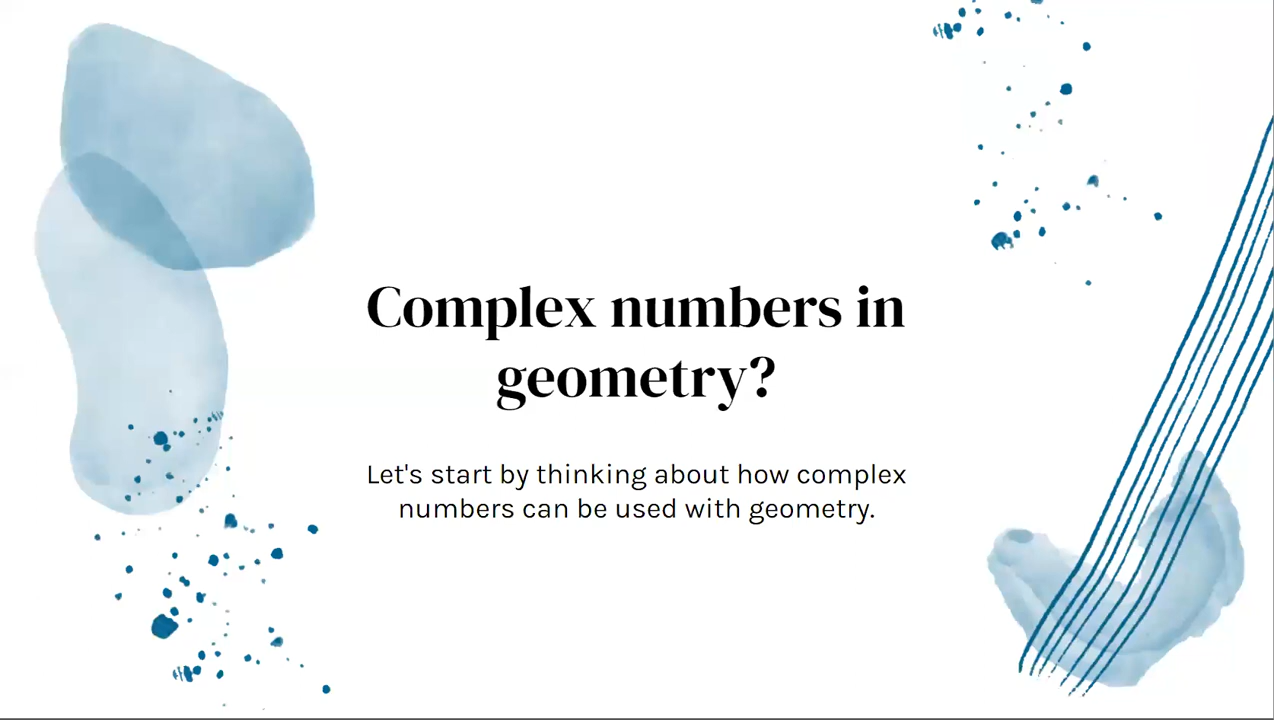 Complex numbers in
geometry?
Let's start by thinking about how complex
numbers can be used with geometry.